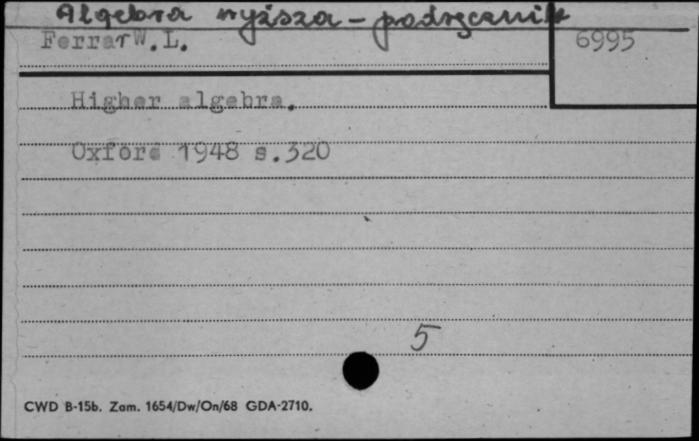 Algebra wyższa - podręcznik
Ferrar W. L. 6995
Higher algebra.
Oxford 1948 s.320
5
CWD B-15b. Zam. 1654/Dw/On/68 GDA-2710.